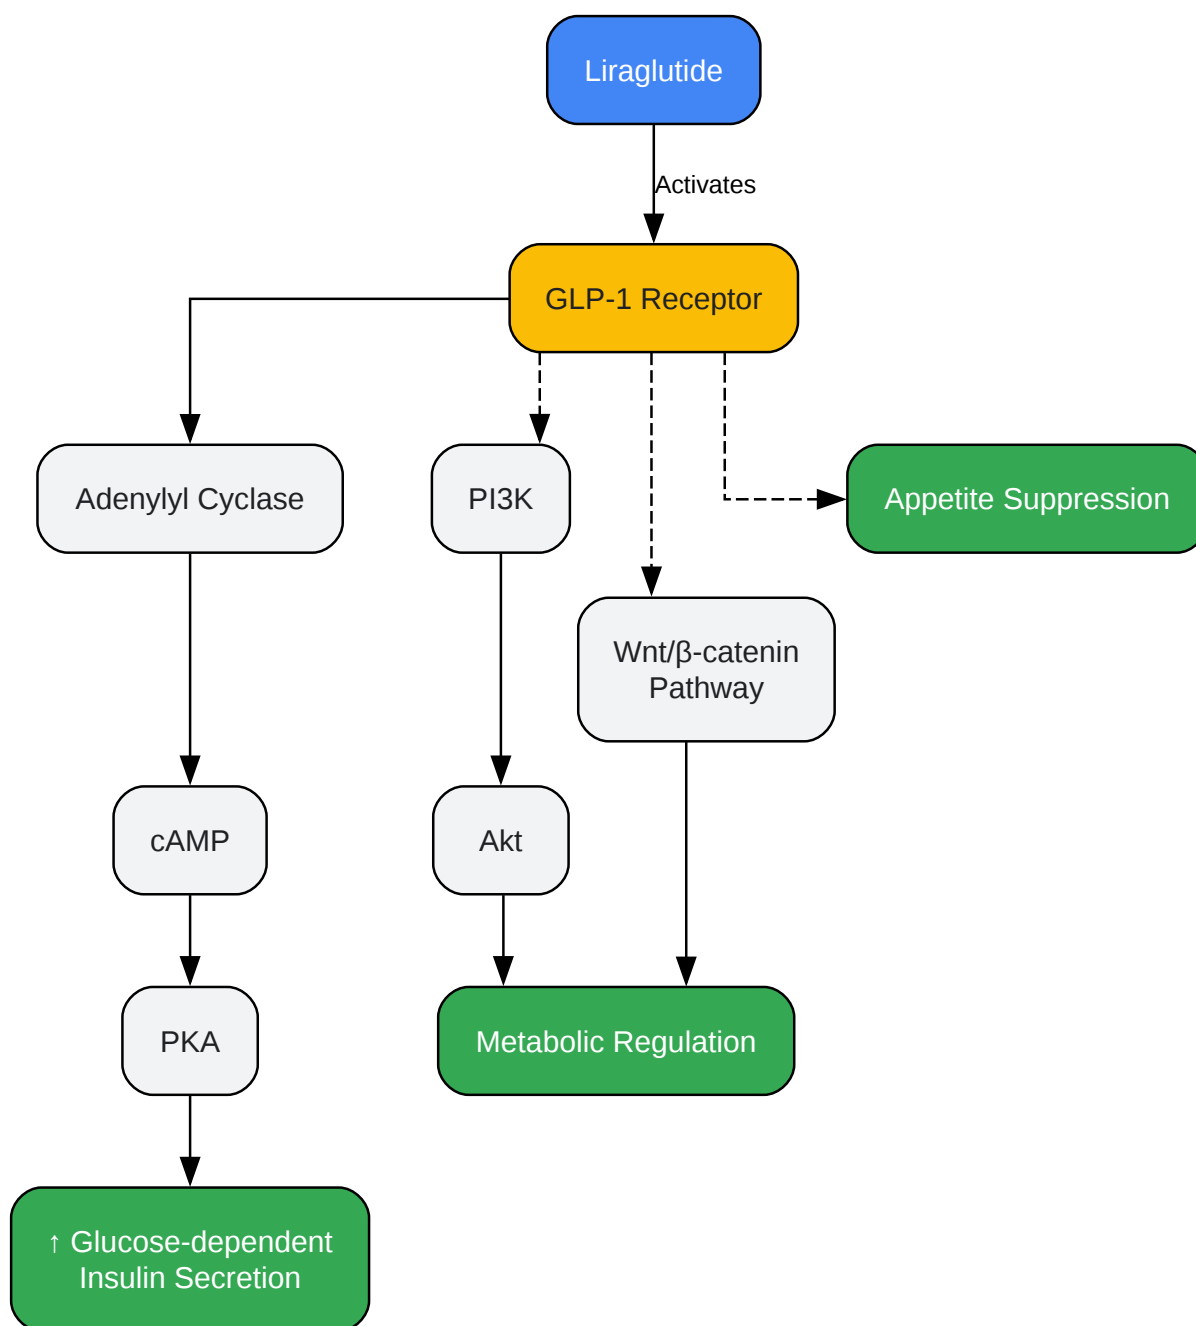 Liraglutide
Activates
GLP-1 Receptor
Adenylyl Cyclase
PI3K
Appetite Suppression
Wnt/β-catenin
Pathway
cAMP
Akt
PKA
Metabolic Regulation
↑ Glucose-dependent
Insulin Secretion